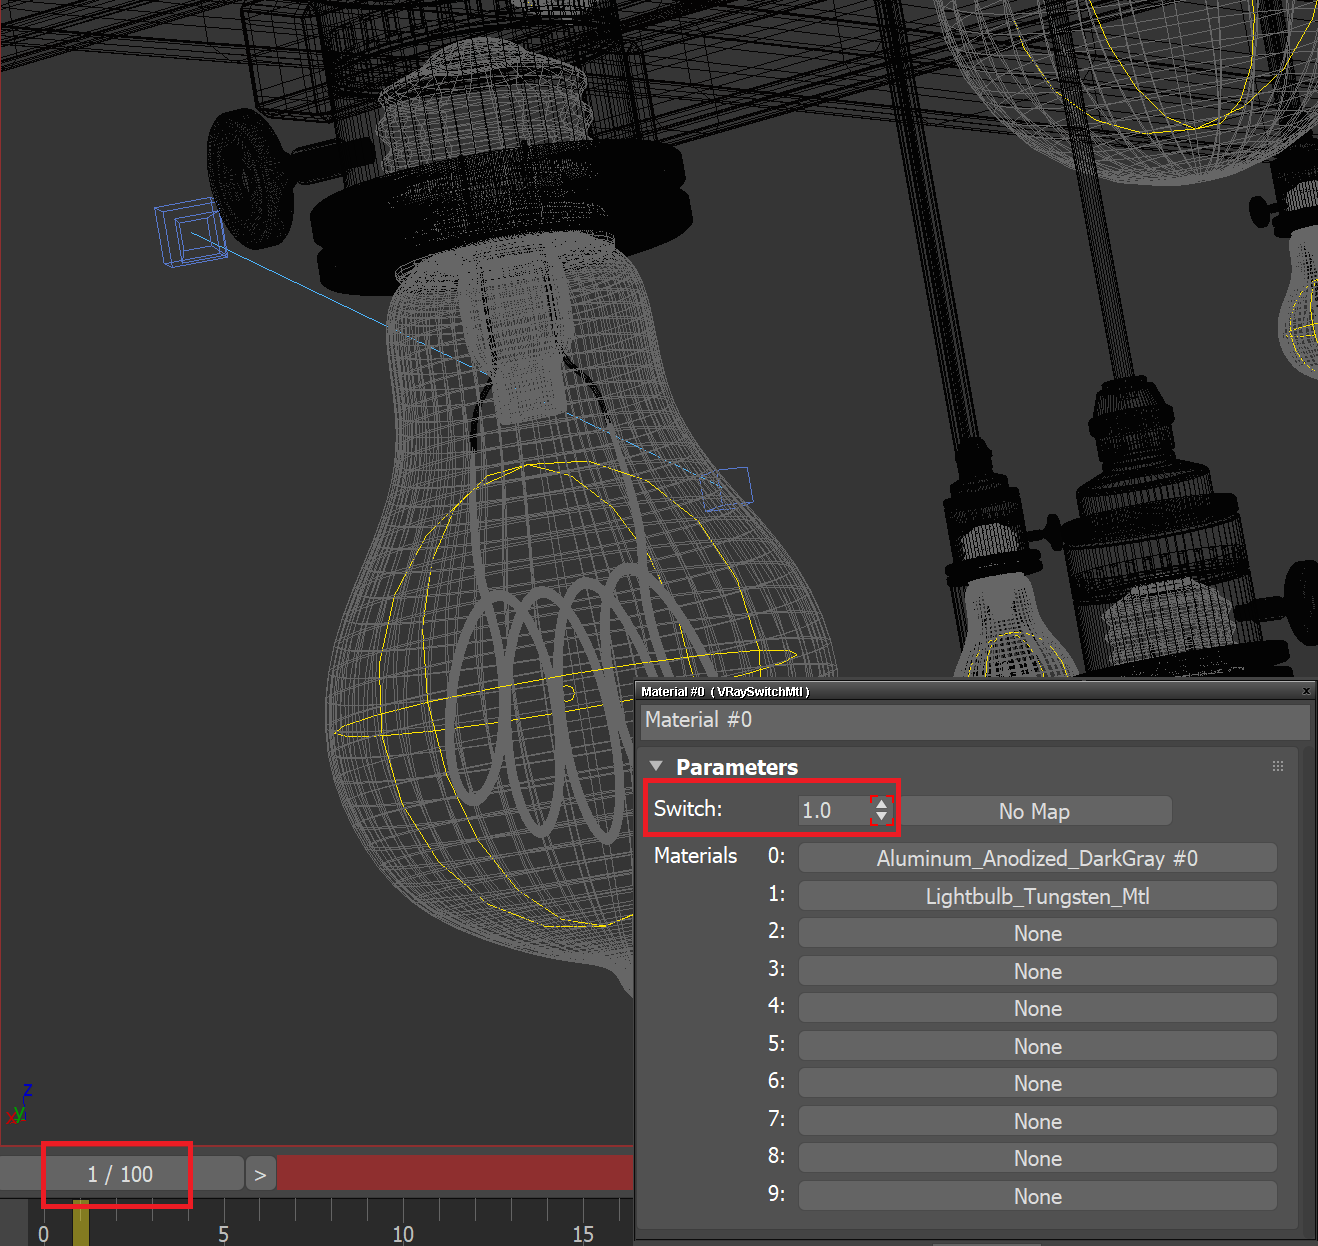 Material #0  ( VRaySwitchMtl )
x
Material #0
Parameters
Switch: 1.0 No Map
Materials 0: Aluminum_Anodized_DarkGray #0
1: Lightbulb_Tungsten_Mtl
2: None
3: None
4: None
5: None
6: None
7: None
8: None
9: None
z
x y
1 / 100 >
0 5 10 15